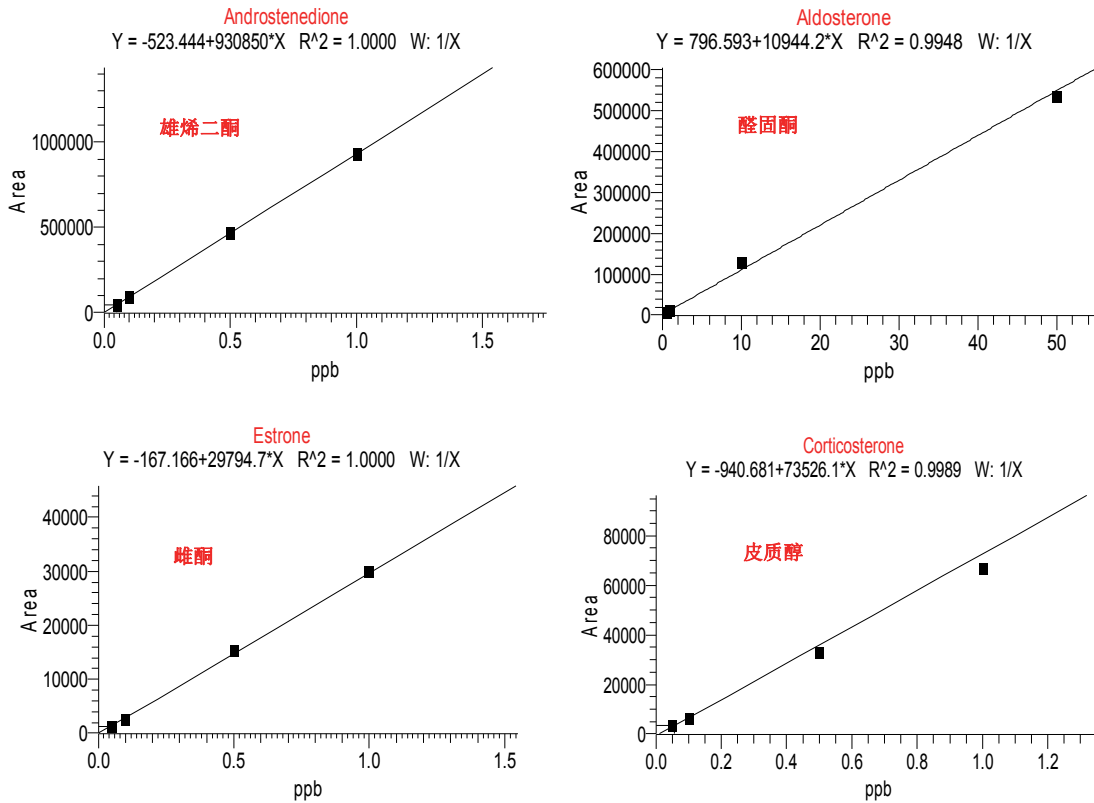 Androstenedione
Y = -523.444+930850*X R^2 = 1.0000 W: 1/X
雄烯二酮
Area
1000000
500000
0
0.0 0.5 1.0 1.5
ppb
Aldosterone
Y = 796.593+10944.2*X R^2 = 0.9948 W: 1/X
醛固酮
Area
600000
500000
400000
300000
200000
100000
0
0 10 20 30 40 50
ppb
Estrone
Y = -167.166+29794.7*X R^2 = 1.0000 W: 1/X
雌酮
Area
40000
30000
20000
10000
0
0.0 0.5 1.0 1.5
ppb
Corticosterone
Y = -940.681+73526.1*X R^2 = 0.9989 W: 1/X
皮质醇
Area
80000
60000
40000
20000
0
0.0 0.2 0.4 0.6 0.8 1.0 1.2
ppb